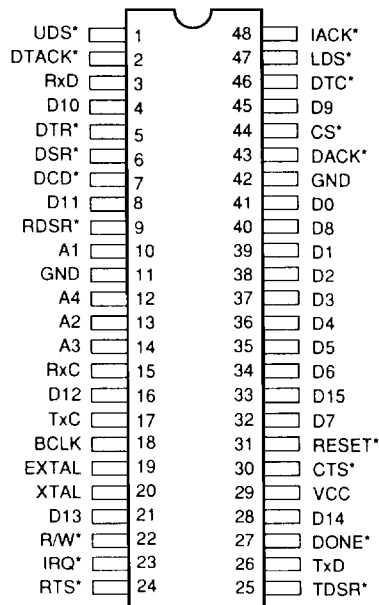 UDS* 1 48 IACK*
DTACK* 2 47 LDS*
RxD 3 46 DTC*
D10 4 45 D9
DTR* 5 44 CS*
DSR* 6 43 DACK*
DCD* 7 42 GND
D11 8 41 D0
RDSR* 9 40 D8
A1 10 39 D1
GND 11 38 D2
A4 12 37 D3
A2 13 36 D4
A3 14 35 D5
RxC 15 34 D6
D12 16 33 D15
TxC 17 32 D7
BCLK 18 31 RESET*
EXTAL 19 30 CTS*
XTAL 20 29 VCC
D13 21 28 D14
R/W* 22 27 DONE*
IRQ* 23 26 TxD
RTS* 24 25 TDSR*